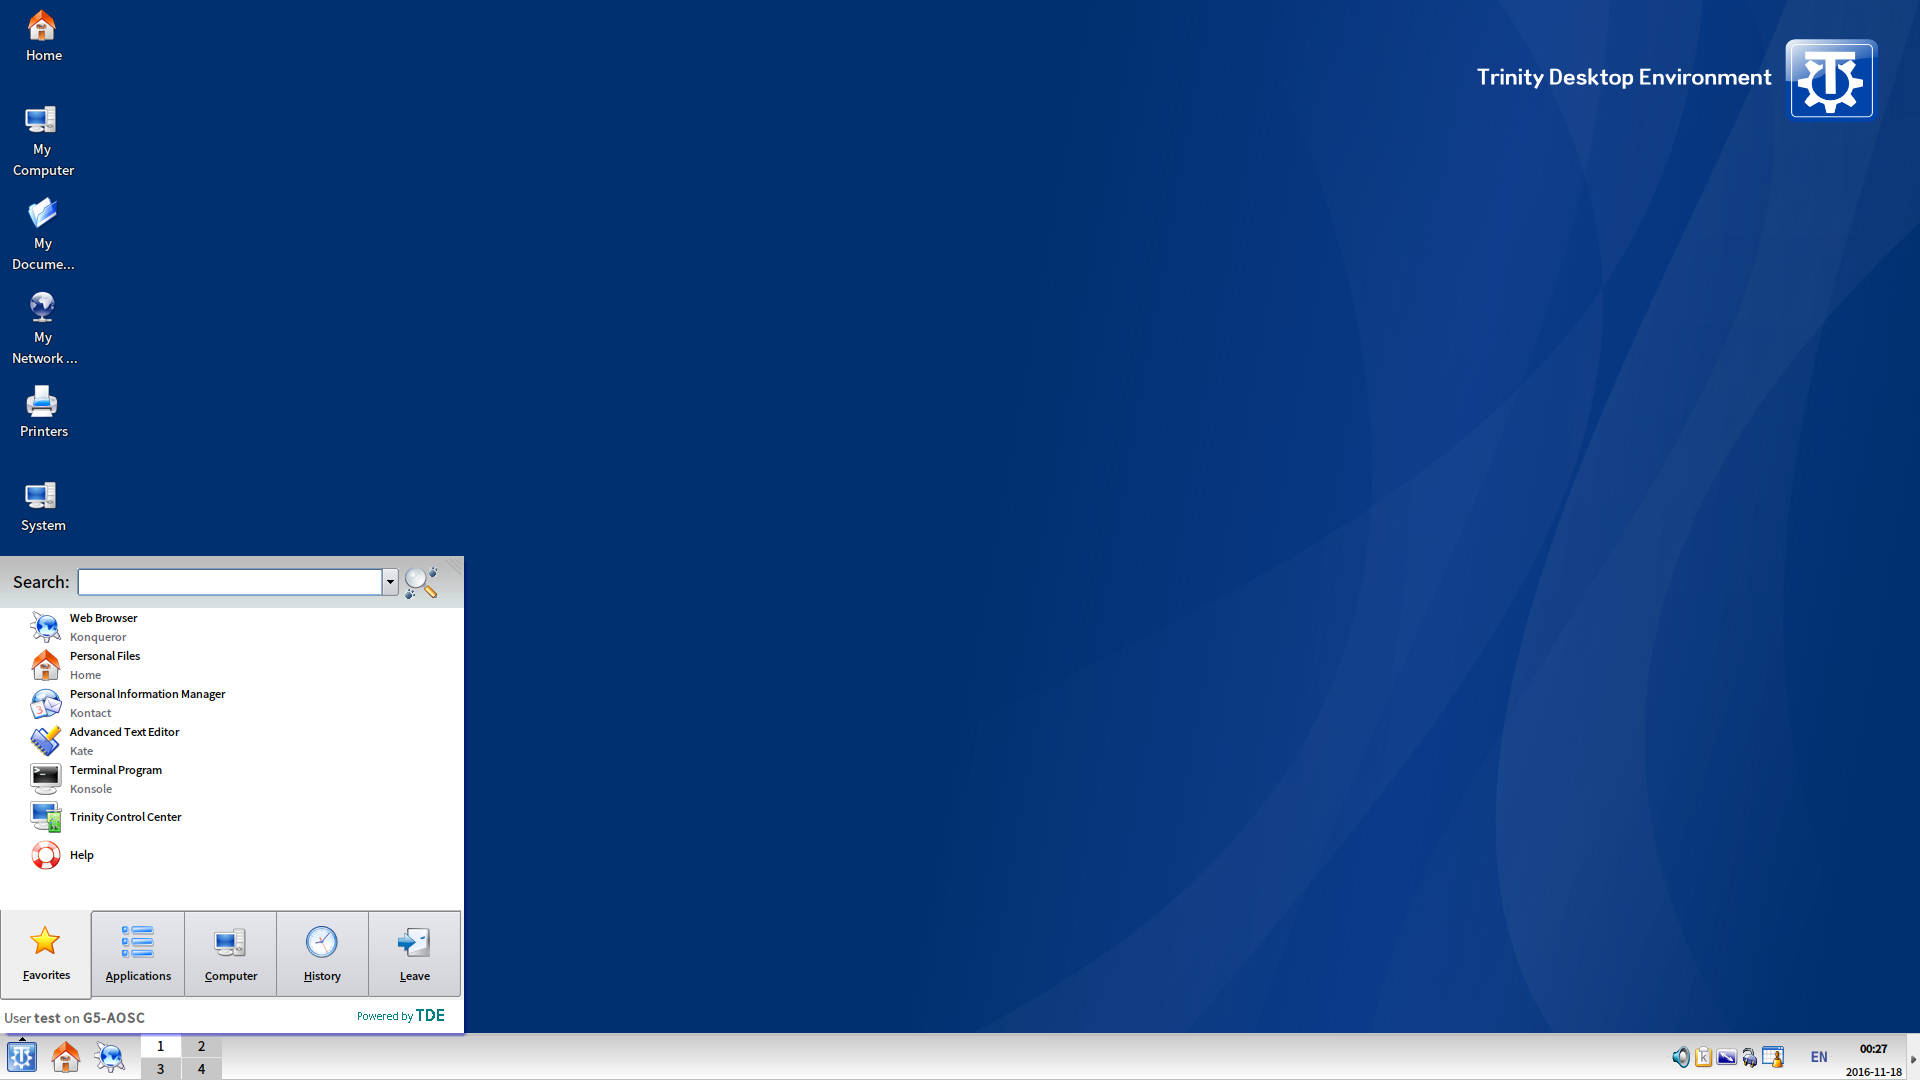 Home
My
Computer
My
Docume...
My
Network ...
Printers
System
Trinity Desktop Environment
Search:
Web Browser
Konqueror
Personal Files
Home
Personal Information Manager
Kontact
Advanced Text Editor
Kate
Terminal Program
Konsole
Trinity Control Center
Help
Favorites
Applications
Computer
History
Leave
User test on G5-AOSC
Powered by TDE
1 2
3 4
EN
00:27
2016-11-18